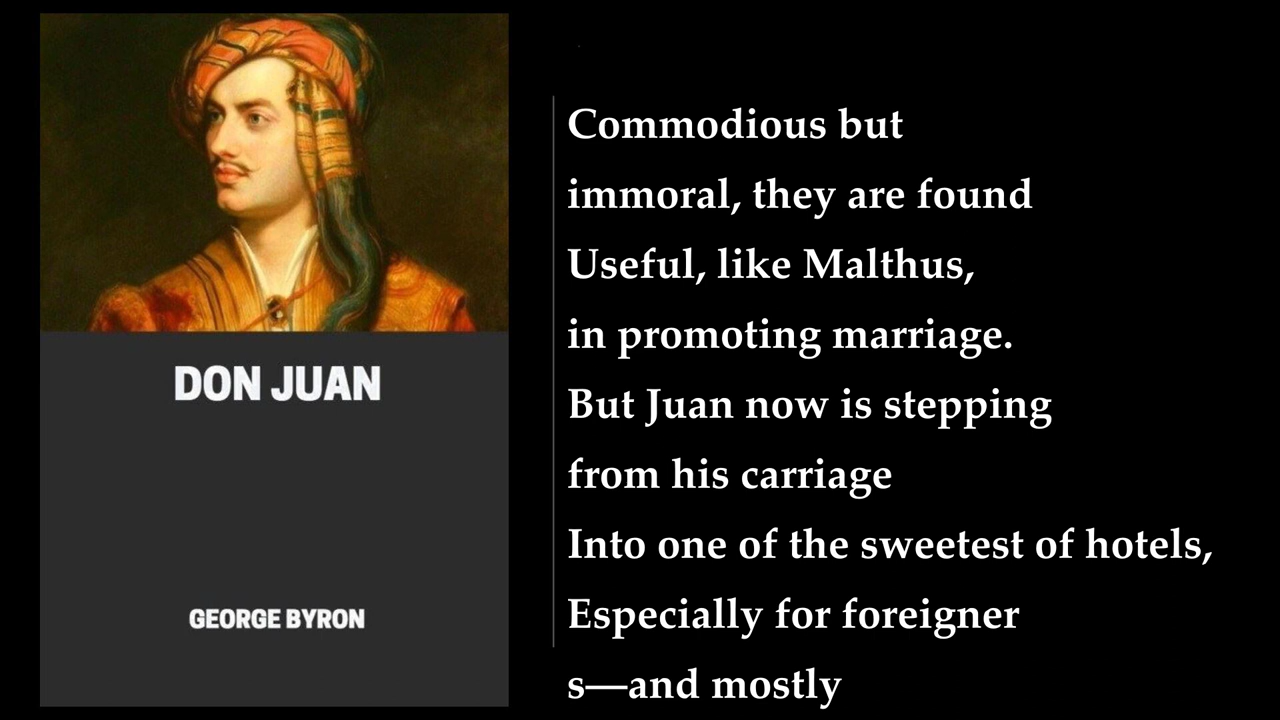 DON JUAN
GEORGE BYRON
Commodious but
immoral, they are found
Useful, like Malthus,
in promoting marriage.
But Juan now is stepping
from his carriage
Into one of the sweetest of hotels,
Especially for foreigner
s—and mostly